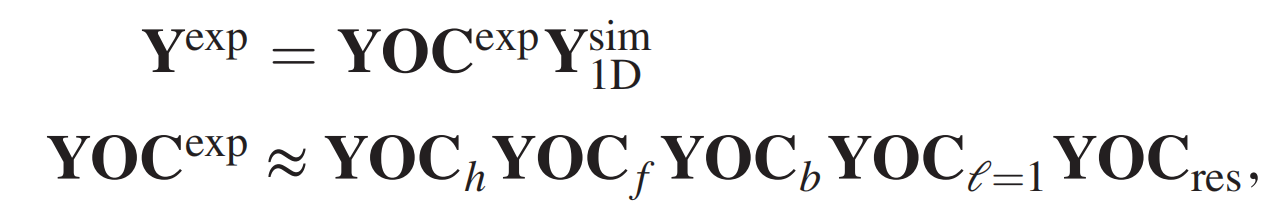 Y^exp = YOC^exp Y^sim_1D
YOC^exp ≈ YOC_h YOC_f YOC_b YOC_ℓ=1 YOC_res,